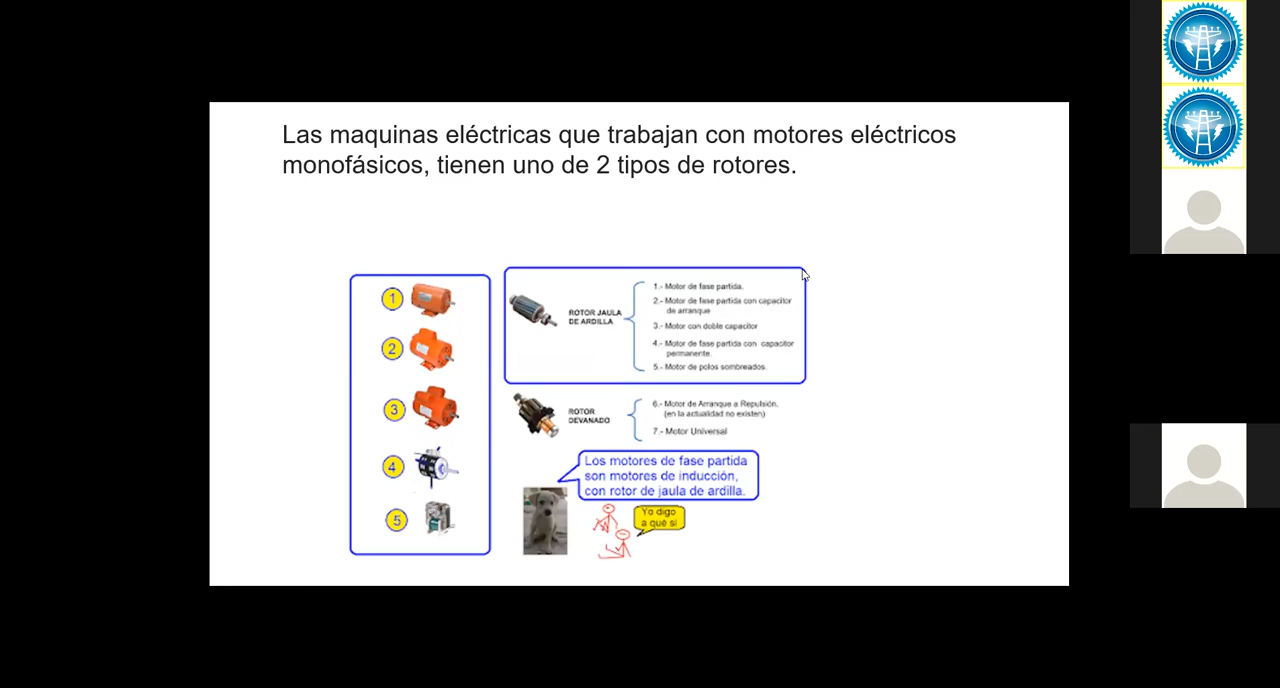 Las maquinas eléctricas que trabajan con motores eléctricos
monofásicos, tienen uno de 2 tipos de rotores.
1
2
3
4
5
ROTOR JAULA
DE ARDILLA
1.- Motor de fase partida.
2.- Motor de fase partida con capacitor
de arranque
3.- Motor con doble capacitor
4.- Motor de fase partida con capacitor
permanente.
5.- Motor de polos sombreados.
ROTOR
DEVANADO
6.- Motor de Arranque a Repulsión.
(en la actualidad no existen)
7.- Motor Universal
Los motores de fase partida
son motores de inducción,
con rotor de jaula de ardilla.
Yo digo
a qué si